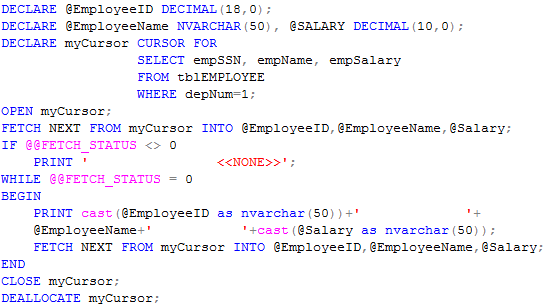 DECLARE @EmployeeID DECIMAL(18,0);
DECLARE @EmployeeName NVARCHAR(50), @SALARY DECIMAL(10,0);
DECLARE myCursor CURSOR FOR
                  SELECT empSSN, empName, empSalary
                  FROM tblEMPLOYEE
                  WHERE depNum=1;
OPEN myCursor;
FETCH NEXT FROM myCursor INTO @EmployeeID,@EmployeeName,@Salary;
IF @@FETCH_STATUS <> 0
    PRINT '                 <<NONE>>';
WHILE @@FETCH_STATUS = 0
BEGIN
    PRINT cast(@EmployeeID as nvarchar(50))+'              '+
    @EmployeeName+'            '+cast(@Salary as nvarchar(50));
    FETCH NEXT FROM myCursor INTO @EmployeeID,@EmployeeName,@Salary;
END
CLOSE myCursor;
DEALLOCATE myCursor;